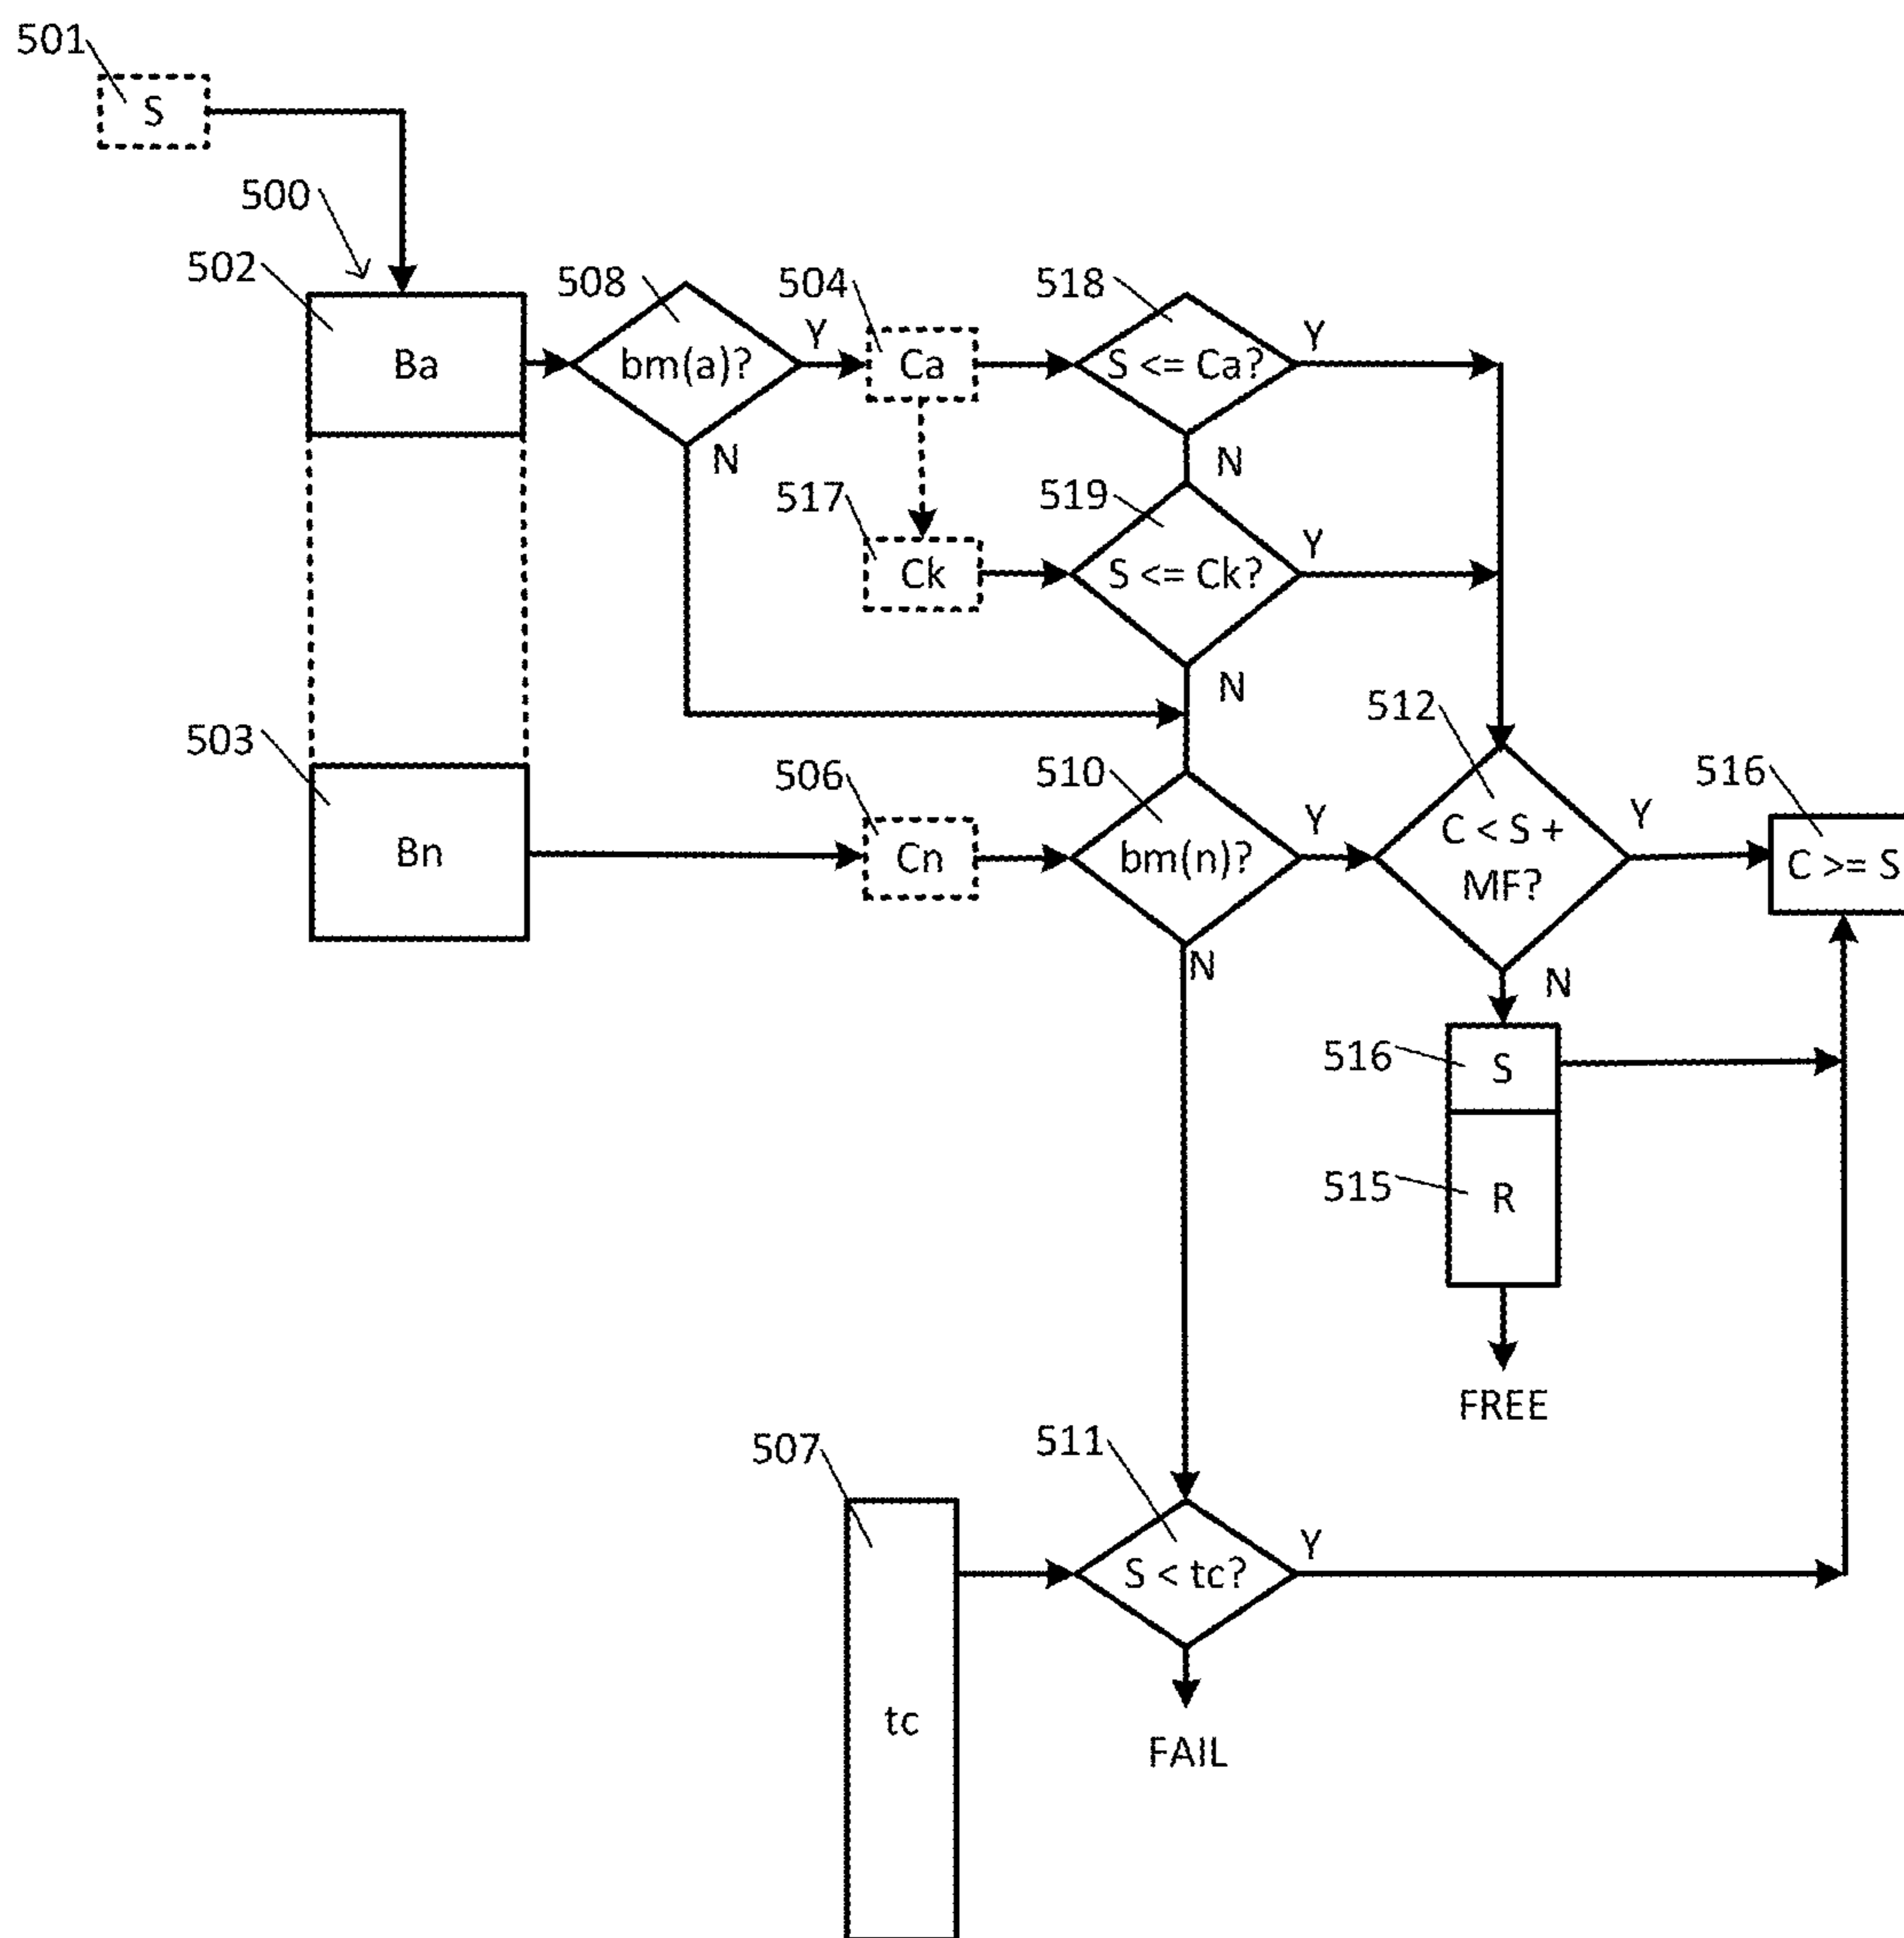 501
S
500
502
508
504
518
Ba
bm(a)?
Y
Ca
S <= Ca?
Y
N
N
517
519
Ck
S <= Ck?
Y
N
512
503
506
510
516
Bn
Cn
bm(n)?
Y
C < S +
MF?
Y
C >= S
N
N
516
S
515
R
FREE
507
511
S < tc?
Y
tc
FAIL